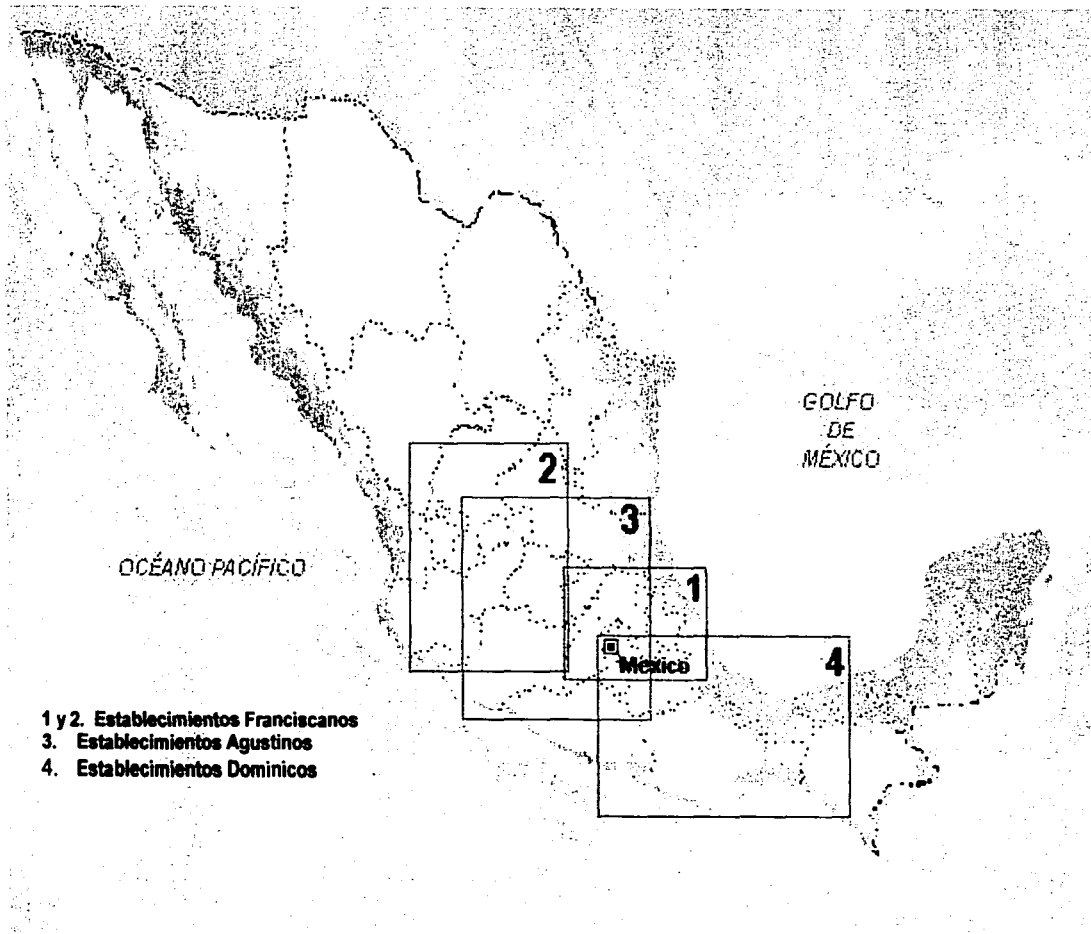 GOLFO
DE
MÉXICO
2
3
OCÉANO PACÍFICO
1
4
México
1 y 2. Establecimientos Franciscanos
3. Establecimientos Agustinos
4. Establecimientos Dominicos